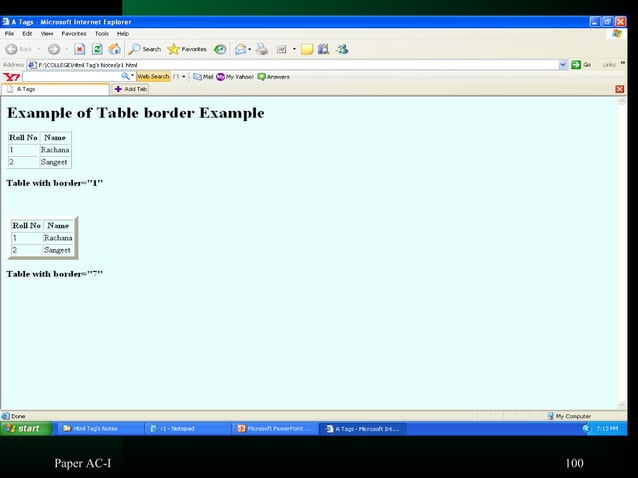 A Tags - Microsoft Internet Explorer
File Edit View Favorites Tools Help
Back Search Favorites
Address F:\COLLEGE\Html Tag's Notes\r1.html Go Links »
Y! Web Search Mail My Yahoo! Answers
A Tags Add Tab
Example of Table border Example
Roll No Name
1 Rachana
2 Sangeet
Table with border="1"
Roll No Name
1 Rachana
2 Sangeet
Table with border="7"
Done My Computer
start Html Tag's Notes r1 - Notepad Microsoft PowerPoint ... A Tags - Microsoft Int... 7:13 PM
Paper AC-I 100